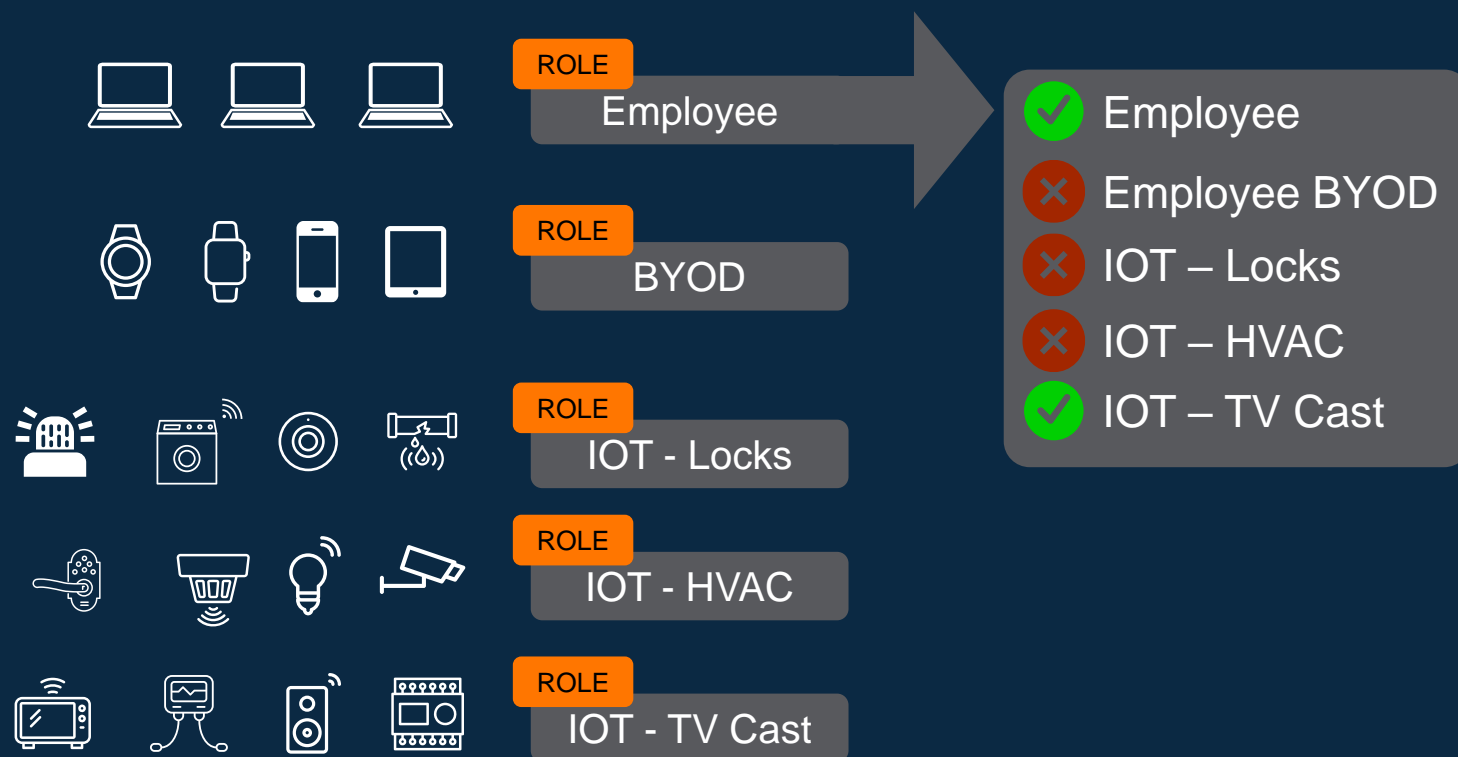 ROLE
Employee
ROLE
BYOD
ROLE
IOT - Locks
ROLE
IOT - HVAC
ROLE
IOT - TV Cast
Employee
Employee BYOD
IOT – Locks
IOT – HVAC
IOT – TV Cast